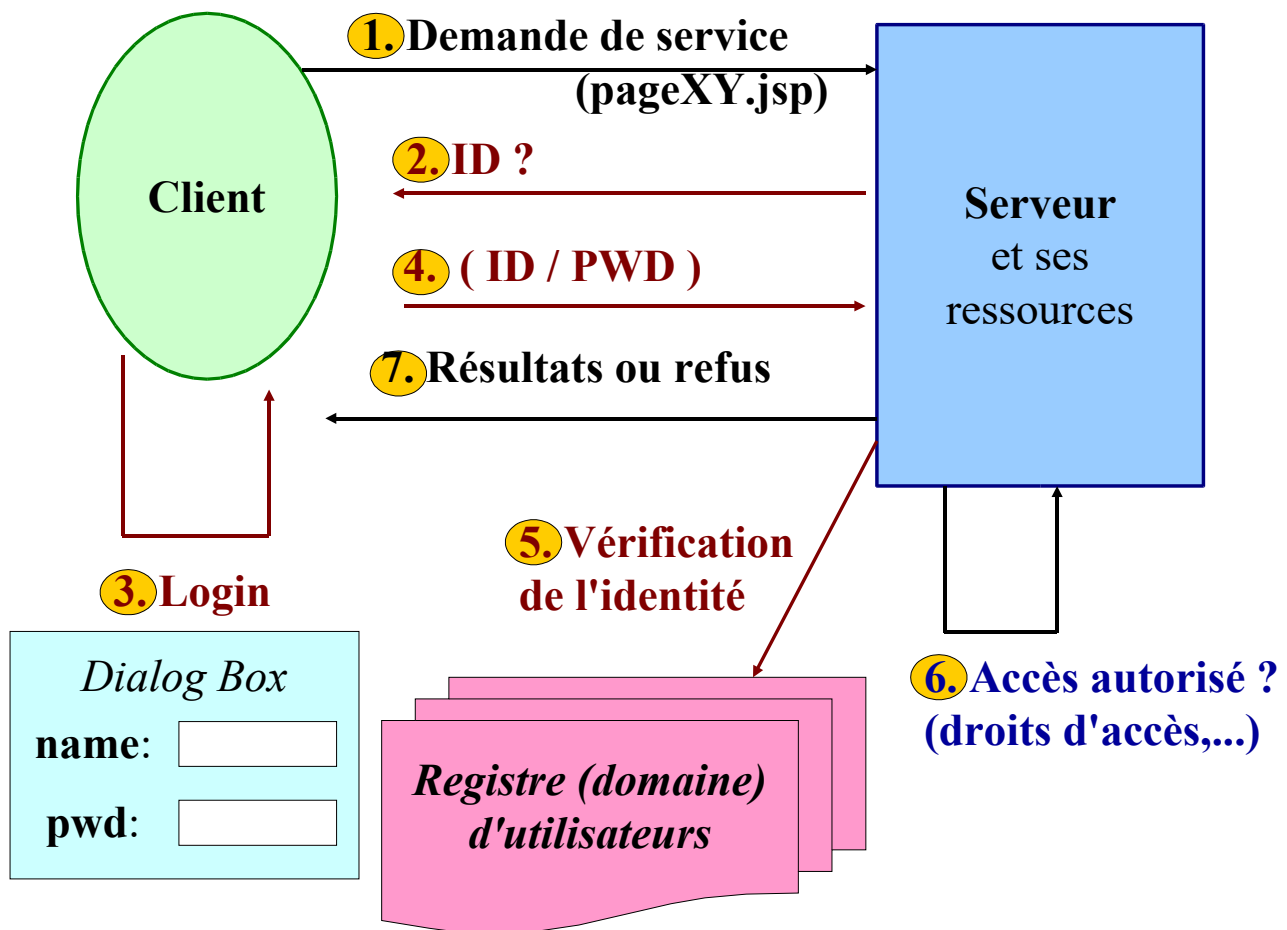 1. Demande de service
(pageXY.jsp)
2. ID ?
Client
Serveur
et ses
ressources
4. ( ID / PWD )
7. Résultats ou refus
5. Vérification
de l'identité
3. Login
Dialog Box
name:
pwd:
6. Accès autorisé ?
(droits d'accès,...)
Registre (domaine)
d'utilisateurs